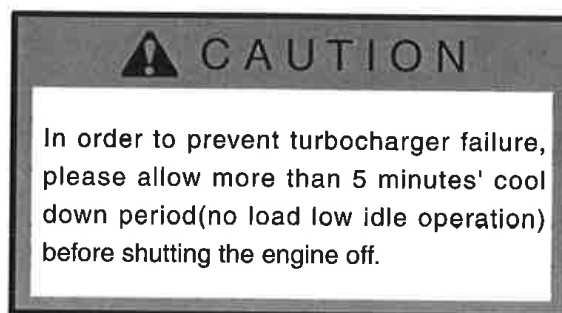 CAUTION
In order to prevent turbocharger failure,
please allow more than 5 minutes' cool
down period(no load low idle operation)
before shutting the engine off.